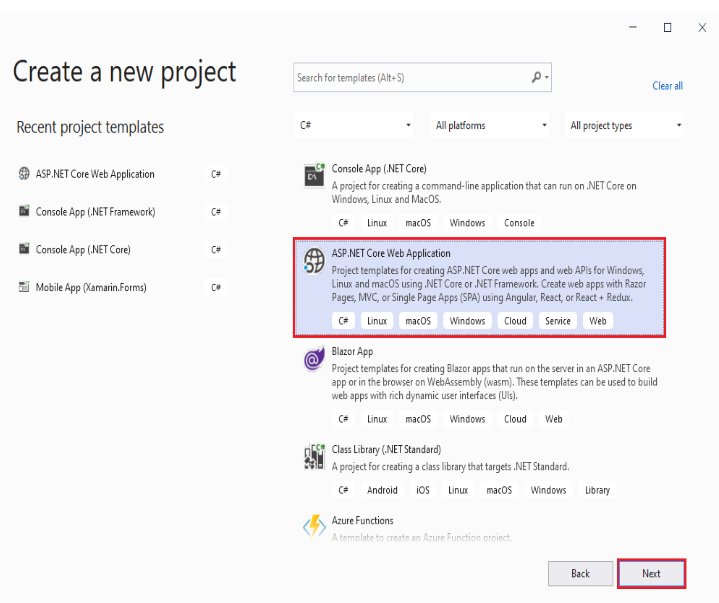 Create a new project
Recent project templates
ASP.NET Core Web Application C#
Console App (.NET Framework) C#
Console App (.NET Core) C#
Mobile App (Xamarin.Forms) C#
Search for templates (Alt+S)
Clear all
C# All platforms All project types
Console App (.NET Core)
A project for creating a command-line application that can run on .NET Core on
Windows, Linux and MacOS.
C# Linux macOS Windows Console
ASP.NET Core Web Application
Project templates for creating ASP.NET Core web apps and web APIs for Windows,
Linux and macOS using .NET Core or .NET Framework. Create web apps with Razor
Pages, MVC, or Single Page Apps (SPA) using Angular, React, or React + Redux.
C# Linux macOS Windows Cloud Service Web
Blazor App
Project templates for creating Blazor apps that run on the server in an ASP.NET Core
app or in the browser on WebAssembly (wasm). These templates can be used to build
web apps with rich dynamic user interfaces (UIs).
C# Linux macOS Windows Cloud Web
Class Library (.NET Standard)
A project for creating a class library that targets .NET Standard.
C# Android iOS Linux macOS Windows Library
Azure Functions
A template to create an Azure Function project.
Back Next